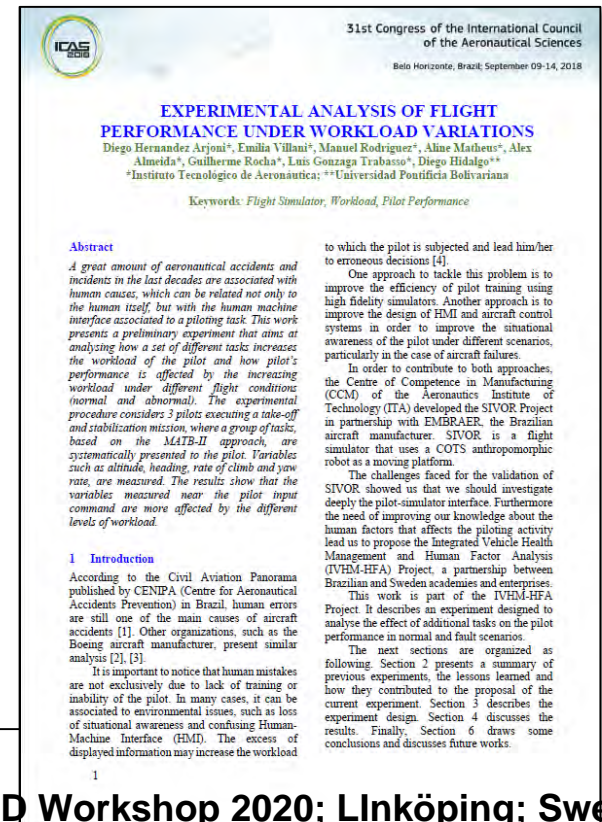 ICAS
2018
31st Congress of the International Council
of the Aeronautical Sciences
Belo Horizonte, Brazil; September 09-14, 2018
EXPERIMENTAL ANALYSIS OF FLIGHT
PERFORMANCE UNDER WORKLOAD VARIATIONS
Diego Hernandez Arjoni*, Emilia Villani*, Manuel Rodriguez*, Aline Matheus*, Alex
Almeida*, Guilherme Rocha*, Luis Gonzaga Trabasso*, Diego Hidalgo**
*Instituto Tecnológico de Aeronáutica; **Universidad Pontificia Bolivariana
Keywords: Flight Simulator, Workload, Pilot Performance
Abstract
A great amount of aeronautical accidents and
incidents in the last decades are associated with
human causes, which can be related not only to
the human itself, but with the human machine
interface associated to a piloting task. This work
presents a preliminary experiment that aims at
analysing how a set of different tasks increases
the workload of the pilot and how pilot's
performance is affected by the increasing
workload under different flight conditions
(normal and abnormal). The experimental
procedure considers 3 pilots executing a take-off
and stabilization mission, where a group of tasks,
based on the MATB-II approach, are
systematically presented to the pilot. Variables
such as altitude, heading, rate of climb and yaw
rate, are measured. The results show that the
variables measured near the pilot input
command are more affected by the different
levels of workload.
1 Introduction
According to the Civil Aviation Panorama
published by CENIPA (Centre for Aeronautical
Accidents Prevention) in Brazil, human errors
are still one of the main causes of aircraft
accidents [1]. Other organizations, such as the
Boeing aircraft manufacturer, present similar
analysis [2], [3].
It is important to notice that human mistakes
are not exclusively due to lack of training or
inability of the pilot. In many cases, it can be
associated to environmental issues, such as loss
of situational awareness and confusing Human-
Machine Interface (HMI). The excess of
displayed information may increase the workload
1
to which the pilot is subjected and lead him/her
to erroneous decisions [4].
One approach to tackle this problem is to
improve the efficiency of pilot training using
high fidelity simulators. Another approach is to
improve the design of HMI and aircraft control
systems in order to improve the situational
awareness of the pilot under different scenarios,
particularly in the case of aircraft failures.
In order to contribute to both approaches,
the Centre of Competence in Manufacturing
(CCM) of the Aeronautics Institute of
Technology (ITA) developed the SIVOR Project
in partnership with EMBRAER, the Brazilian
aircraft manufacturer. SIVOR is a flight
simulator that uses a COTS anthropomorphic
robot as a moving platform.
The challenges faced for the validation of
SIVOR showed us that we should investigate
deeply the pilot-simulator interface. Furthermore
the need of improving our knowledge about the
human factors that affects the piloting activity
lead us to propose the Integrated Vehicle Health
Management and Human Factor Analysis
(IVHM-HFA) Project, a partnership between
Brazilian and Sweden academies and enterprises.
This work is part of the IVHM-HFA
Project. It describes an experiment designed to
analyse the effect of additional tasks on the pilot
performance in normal and fault scenarios.
The next sections are organized as
following. Section 2 presents a summary of
previous experiments, the lessons learned and
how they contributed to the proposal of the
current experiment. Section 3 describes the
experiment design. Section 4 discusses the
results. Finally, Section 6 draws some
conclusions and discusses future works.
D Workshop 2020; LInköping; Swe